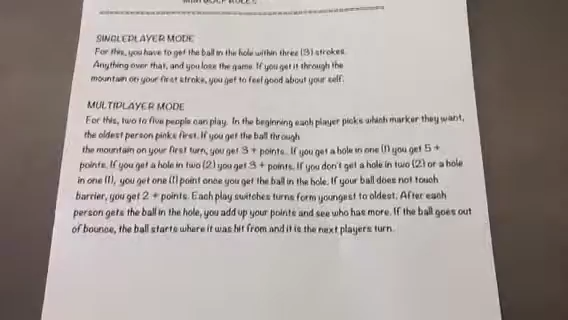 MINI GOLF RULES
SINGLEPLAYER MODE
For this, you have to get the ball in the hole within three (3) strokes.
Anything over that, and you lose the game. If you get it through the
mountain on your first stroke, you get to feel good about your self.
MULTIPLAYER MODE
For this, two to five people can play. In the beginning each player picks which marker they want,
the oldest person pinks first. If you get the ball through
the mountain on your first turn, you get 3 + points. If you get a hole in one (1) you get 5 +
points. If you get a hole in two (2) you get 3 + points. If you don't get a hole in two (2) or a hole
in one (1), you get one (1) point once you get the ball in the hole. If your ball does not touch
barrier, you get 2 + points. Each play switches turns form youngest to oldest. After each
person gets the ball in the hole, you add up your points and see who has more. If the ball goes out
of bounce, the ball starts where it was hit from and it is the next players turn.